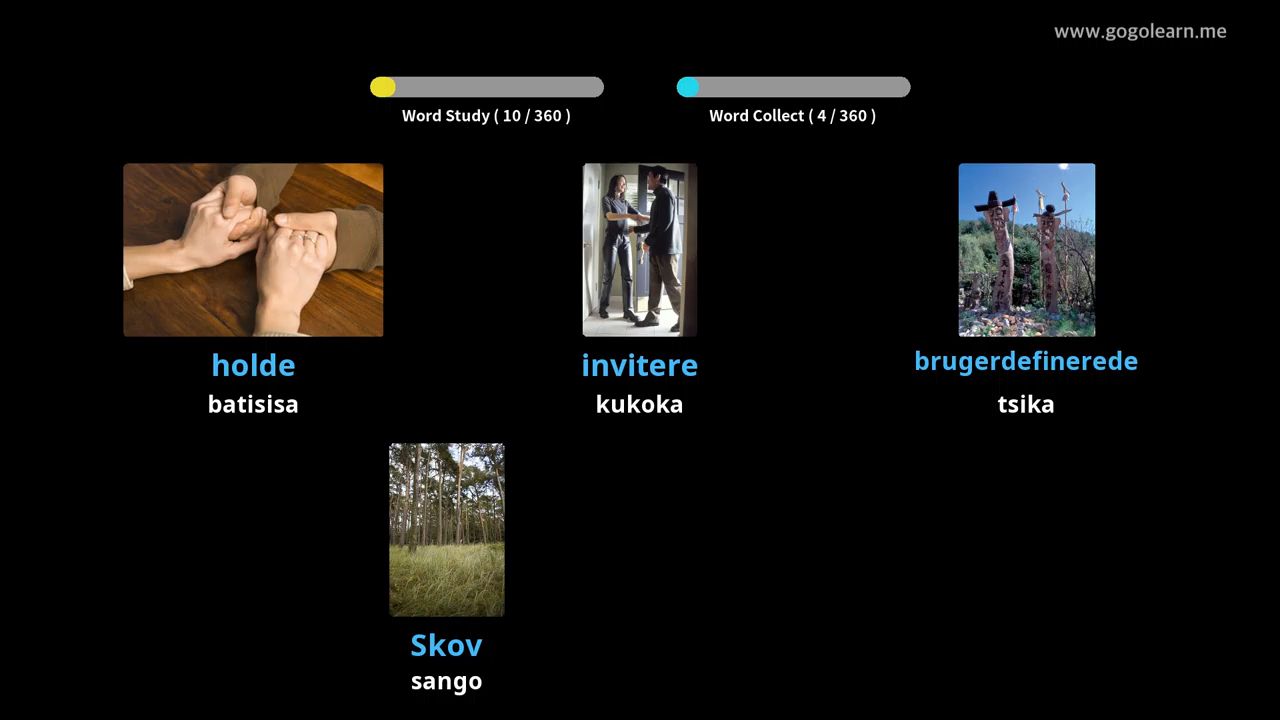 www.gogolearn.me
Word Study ( 10 / 360 )
Word Collect ( 4 / 360 )
holde
batisisa
invitere
kukoka
brugerdefinerede
tsika
Skov
sango